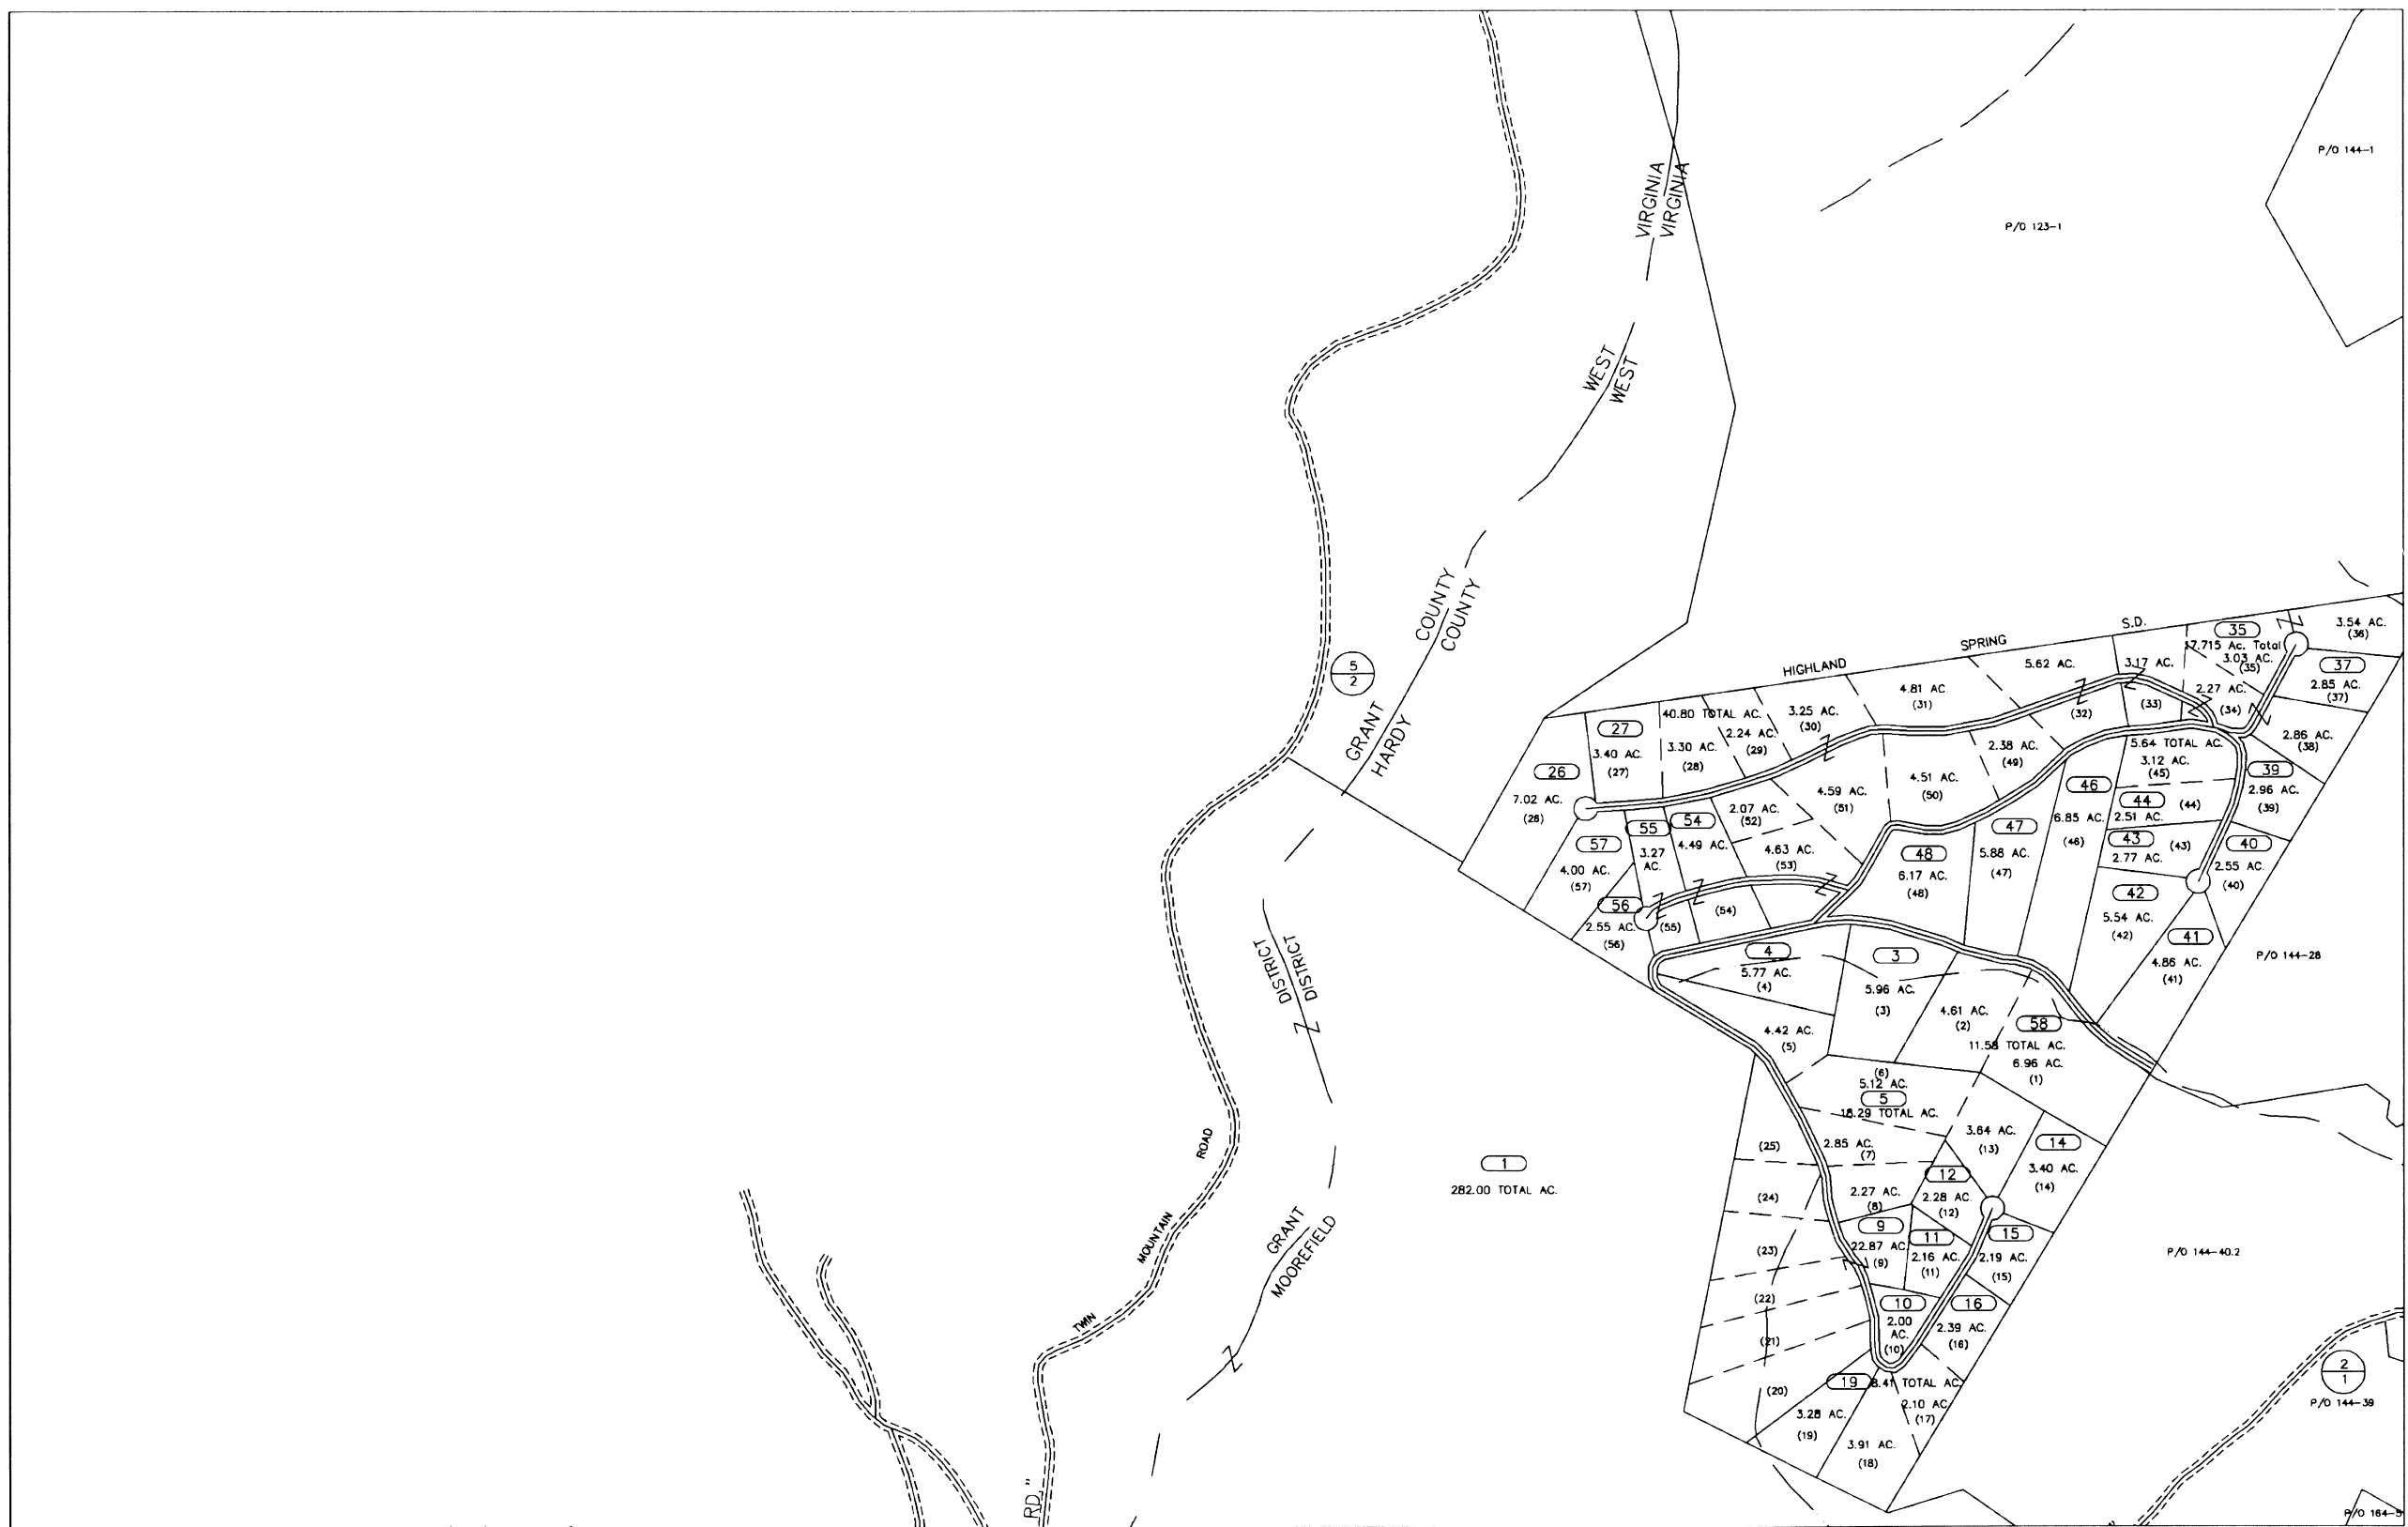 P/O 144-1
P/O 123-1
VIRGINIA
VIRGINIA
WEST
WEST
COUNTY
COUNTY
GRANT
HARDY
5
2
HIGHLAND SPRING S.D.
35
17.715 Ac. Total
3.03 AC.
(35)
3.54 AC.
(36)
37
2.85 AC.
(37)
2.86 AC.
(38)
3.17 AC.
(33)
2.27 AC.
(34)
5.62 AC.
(32)
4.81 AC.
(31)
3.25 AC.
(30)
40.80 TOTAL AC.
2.24 AC.
(29)
3.30 AC.
(28)
27
3.40 AC.
(27)
26
7.02 AC.
(26)
57
4.00 AC.
(57)
56
2.55 AC.
(56)
55
3.27
AC.
(55)
54
4.49 AC.
(54)
2.07 AC.
(52)
4.63 AC.
(53)
4.59 AC.
(51)
4.51 AC.
(50)
2.38 AC.
(49)
48
6.17 AC.
(48)
47
5.88 AC.
(47)
46
6.85 AC.
(46)
5.64 TOTAL AC.
3.12 AC.
(45)
44
(44)
2.51 AC.
43
(43)
2.77 AC.
39
2.96 AC.
(39)
40
2.55 AC.
(40)
42
5.54 AC.
(42)
41
4.86 AC.
(41)
P/O 144-28
4
5.77 AC.
(4)
3
5.96 AC.
(3)
4.61 AC.
(2)
58
11.58 TOTAL AC.
6.96 AC.
(1)
4.42 AC.
(5)
(6)
5.12 AC.
5
18.29 TOTAL AC.
2.85 AC.
(7)
2.27 AC.
(8)
3.64 AC.
(13)
14
3.40 AC.
(14)
12
2.28 AC.
(12)
9
22.87 AC.
(9)
11
2.16 AC.
(11)
15
2.19 AC.
(15)
10
2.00
AC.
(10)
16
2.39 AC.
(16)
19
8.41 TOTAL AC.
2.10 AC.
(17)
3.28 AC.
(19)
3.91 AC.
(18)
(25)
(24)
(23)
(22)
(21)
(20)
DISTRICT
DISTRICT
GRANT
MOOREFIELD
1
282.00 TOTAL AC.
TWIN MOUNTAIN ROAD
RD."
P/O 144-40.2
2
1
P/O 144-39